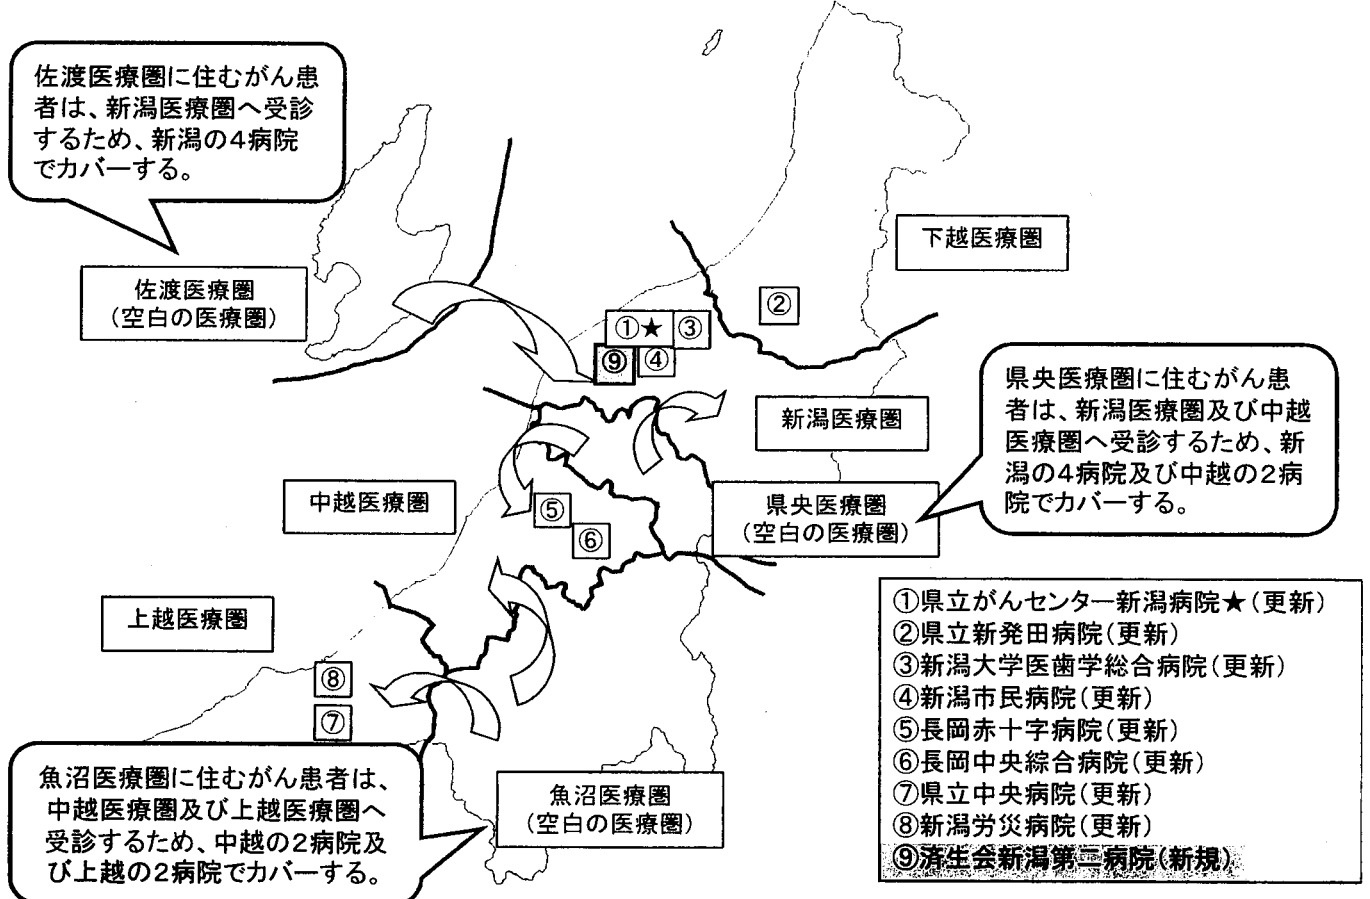 佐渡医療圏に住むがん患
者は、新潟医療圏へ受診
するため、新潟の4病院
でカバーする。
下越医療圏
佐渡医療圏
(空白の医療圏)
②
①★
③
⑨
④
県央医療圏に住むがん患
者は、新潟医療圏及び中越
医療圏へ受診するため、新
潟の4病院及び中越の2病
院でカバーする。
新潟医療圏
中越医療圏
⑤
⑥
県央医療圏
(空白の医療圏)
上越医療圏
⑧
⑦
魚沼医療圏に住むがん患者は、
中越医療圏及び上越医療圏へ
受診するため、中越の2病院及
び上越の2病院でカバーする。
魚沼医療圏
(空白の医療圏)
①県立がんセンター新潟病院★(更新)
②県立新発田病院(更新)
③新潟大学医歯学総合病院(更新)
④新潟市民病院(更新)
⑤長岡赤十字病院(更新)
⑥長岡中央綜合病院(更新)
⑦県立中央病院(更新)
⑧新潟労災病院(更新)
⑨済生会新潟第二病院(新規)